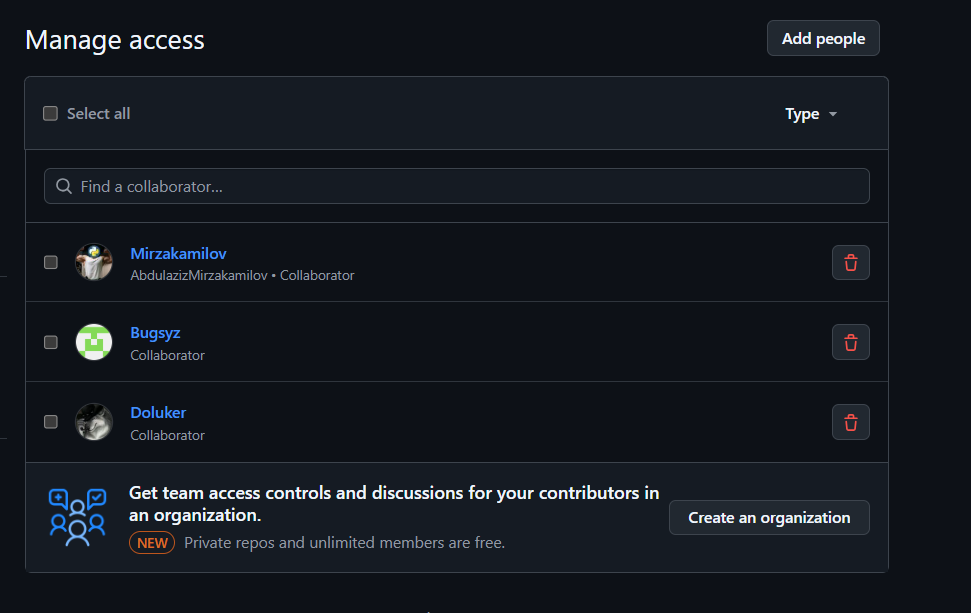 Manage access
Add people
Select all
Type
Find a collaborator...
Mirzakamilov
AbdulazizMirzakamilov • Collaborator
Bugsyz
Collaborator
Doluker
Collaborator
Get team access controls and discussions for your contributors in
an organization.
Create an organization
NEW Private repos and unlimited members are free.